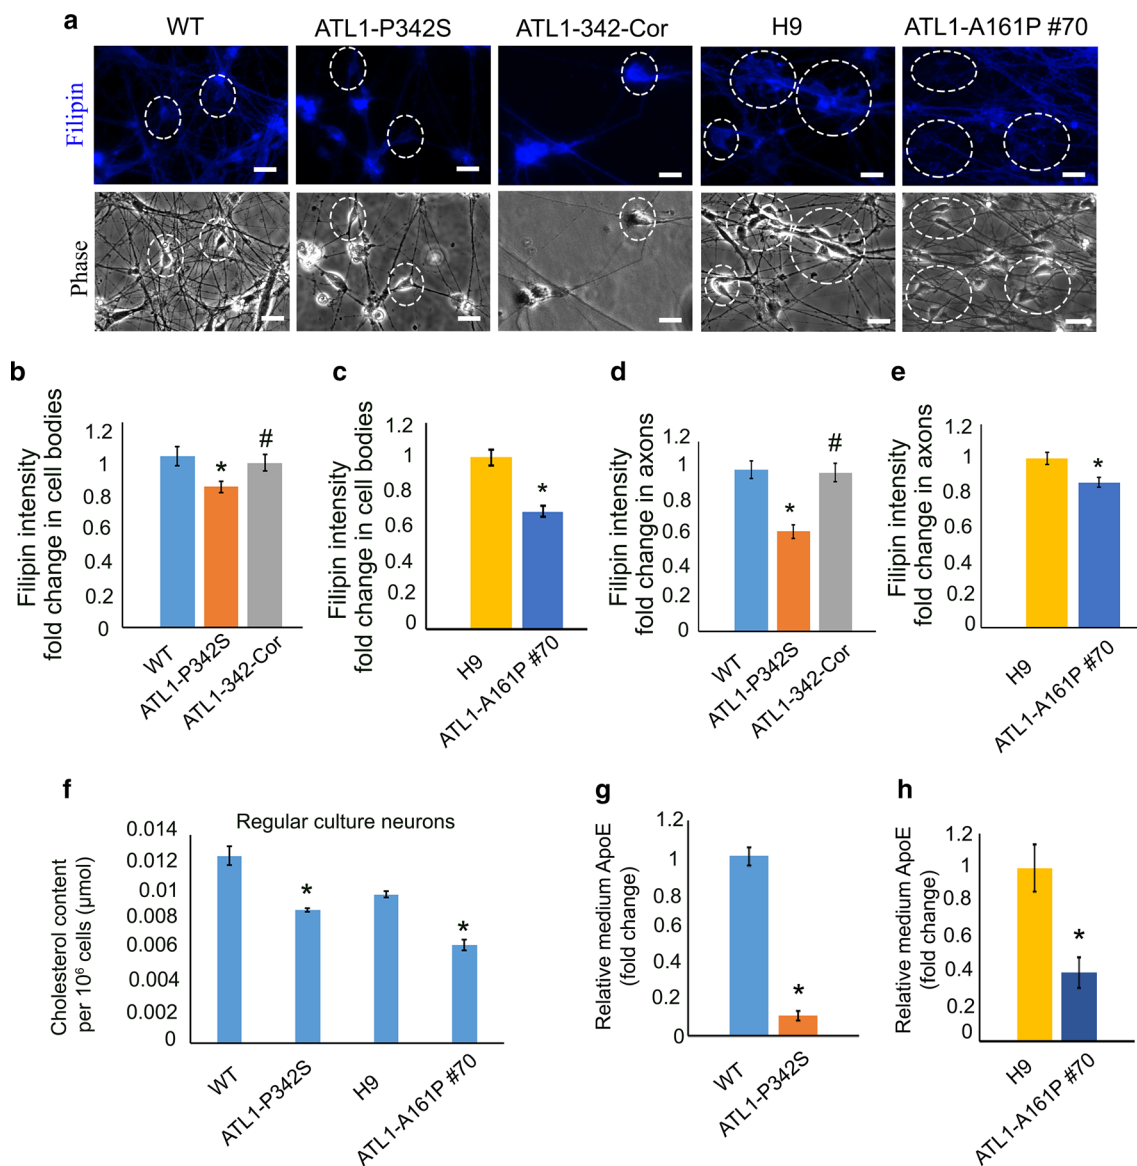 a
WT
ATL1-P342S
ATL1-342-Cor
H9
ATL1-A161P #70
Filipin
Phase
b
Filipin intensity
fold change in cell bodies
1.2
1
0.8
0.6
0.4
0.2
0
*
#
WT
ATL1-P342S
ATL1-342-Cor
c
Filipin intensity
fold change in cell bodies
1.2
1
0.8
0.6
0.4
0.2
0
*
H9
ATL1-A161P #70
d
Filipin intensity
fold change in axons
1.2
1
0.8
0.6
0.4
0.2
0
*
#
WT
ATL1-P342S
ATL1-342-Cor
e
Filipin intensity
fold change in axons
1.2
1
0.8
0.6
0.4
0.2
0
*
H9
ATL1-A161P #70
f
Regular culture neurons
Cholesterol content
per 10⁶ cells (µmol)
0.014
0.012
0.01
0.008
0.006
0.004
0.002
0
*
*
WT
ATL1-P342S
H9
ATL1-A161P #70
g
Relative medium ApoE
(fold change)
1.2
1
0.8
0.6
0.4
0.2
0
*
WT
ATL1-P342S
h
Relative medium ApoE
(fold change)
1.2
1
0.8
0.6
0.4
0.2
0
*
H9
ATL1-A161P #70